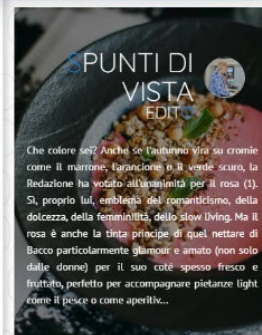 SPUNTI DI
VISTA
EDIT
Che colore sei? Anche se l'autunno vira su cromie
come il marrone, l'arancione o il verde scuro, la
Redazione ha votato all'unanimità per il rosa (1).
Sì, proprio lui, emblema del romanticismo, della
dolcezza, della femminilità, dello slow living. Ma il
rosa è anche la tinta principe di quel nettare di
Bacco particolarmente glamour e amato (non solo
dalle donne) per il suo coté spesso fresco e
fruttato, perfetto per accompagnare pietanze light
come il pesce o come aperitiv...